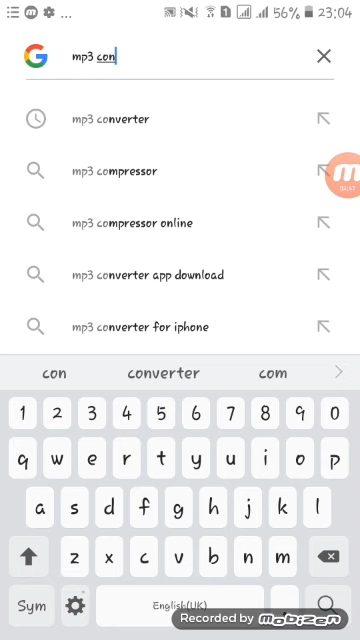 56% 23:04
mp3 con
mp3 converter
mp3 compressor
mp3 compressor online
mp3 converter app download
mp3 converter for iphone
con converter com
1 2 3 4 5 6 7 8 9 0
q w e r t y u i o p
a s d f g h j k l
z x c v b n m
Sym English(UK) ,
Recorded by MOBIZEN